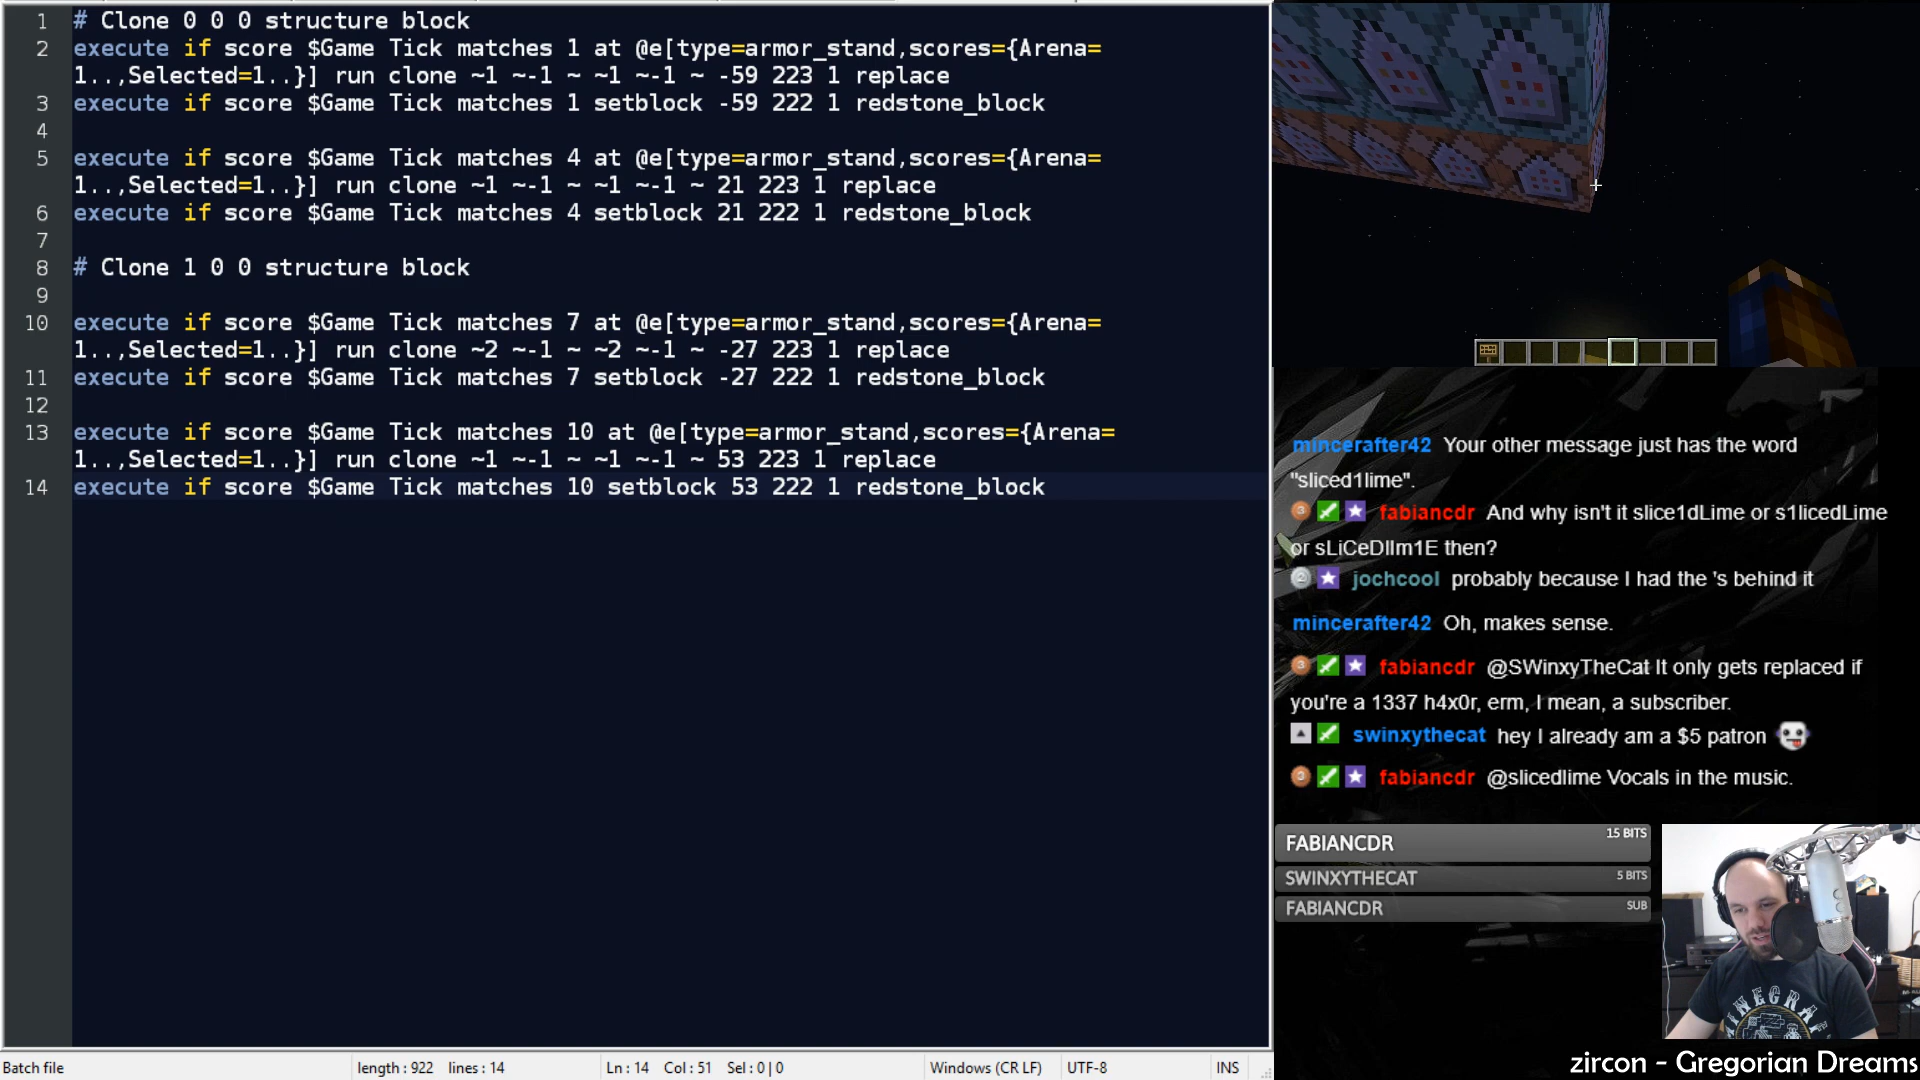 1 # Clone 0 0 0 structure block
2 execute if score $Game Tick matches 1 at @e[type=armor_stand,scores={Arena=
1..,Selected=1..}] run clone ~1 ~-1 ~ ~1 ~-1 ~ -59 223 1 replace
3 execute if score $Game Tick matches 1 setblock -59 222 1 redstone_block
4
5 execute if score $Game Tick matches 4 at @e[type=armor_stand,scores={Arena=
1..,Selected=1..}] run clone ~1 ~-1 ~ ~1 ~-1 ~ 21 223 1 replace
6 execute if score $Game Tick matches 4 setblock 21 222 1 redstone_block
7
8 # Clone 1 0 0 structure block
9
10 execute if score $Game Tick matches 7 at @e[type=armor_stand,scores={Arena=
1..,Selected=1..}] run clone ~2 ~-1 ~ ~2 ~-1 ~ -27 223 1 replace
11 execute if score $Game Tick matches 7 setblock -27 222 1 redstone_block
12
13 execute if score $Game Tick matches 10 at @e[type=armor_stand,scores={Arena=
1..,Selected=1..}] run clone ~1 ~-1 ~ ~1 ~-1 ~ 53 223 1 replace
14 execute if score $Game Tick matches 10 setblock 53 222 1 redstone_block
Batch file length : 922 lines : 14 Ln : 14 Col : 51 Sel : 0 | 0 Windows (CR LF) UTF-8 INS
mincerafter42 Your other message just has the word
"sliced1lime".
fabiancdr And why isn't it slice1dLime or s1licedLime
or sLiCeDlIm1E then?
jochcool probably because I had the 's behind it
mincerafter42 Oh, makes sense.
fabiancdr @SWinxyTheCat It only gets replaced if
you're a 1337 h4x0r, erm, I mean, a subscriber.
swinxythecat hey I already am a $5 patron
fabiancdr @slicedlime Vocals in the music.
FABIANCDR 15 BITS
SWINXYTHECAT 5 BITS
FABIANCDR SUB
MINECRAFT
zircon - Gregorian Dreams